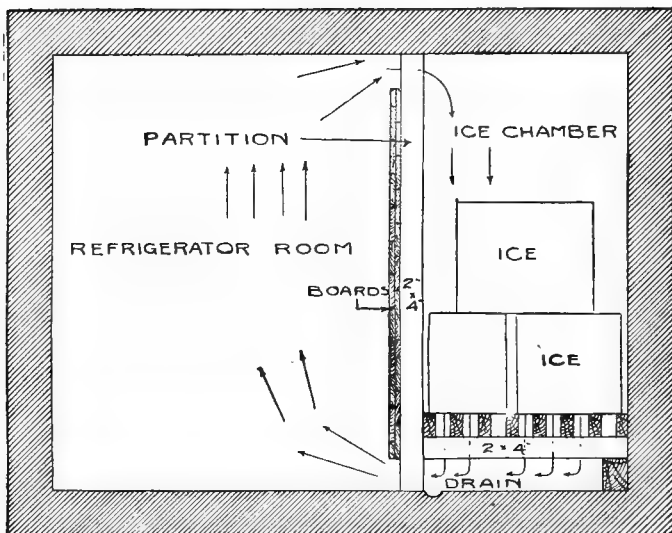 PARTITION
ICE CHAMBER
REFRIGERATOR ROOM
ICE
BOARDS
2" × 4"
ICE
2 × 4"
DRAIN